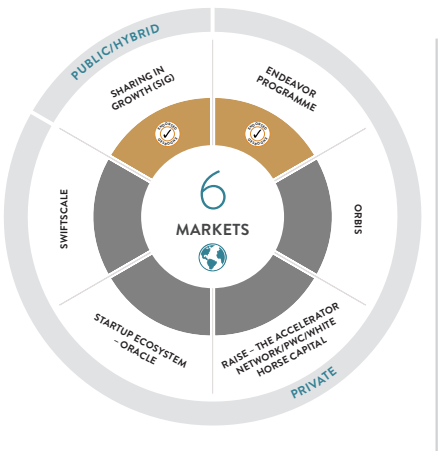 PUBLIC/HYBRID
SHARING IN
GROWTH (SIG)
ENDEAVOR
PROGRAMME
SWIFTSCALE
6
MARKETS
ORBIS
STARTUP ECOSYSTEM
– ORACLE
RAISE – THE ACCELERATOR
NETWORK/PWC/WHITE
HORSE CAPITAL
PRIVATE